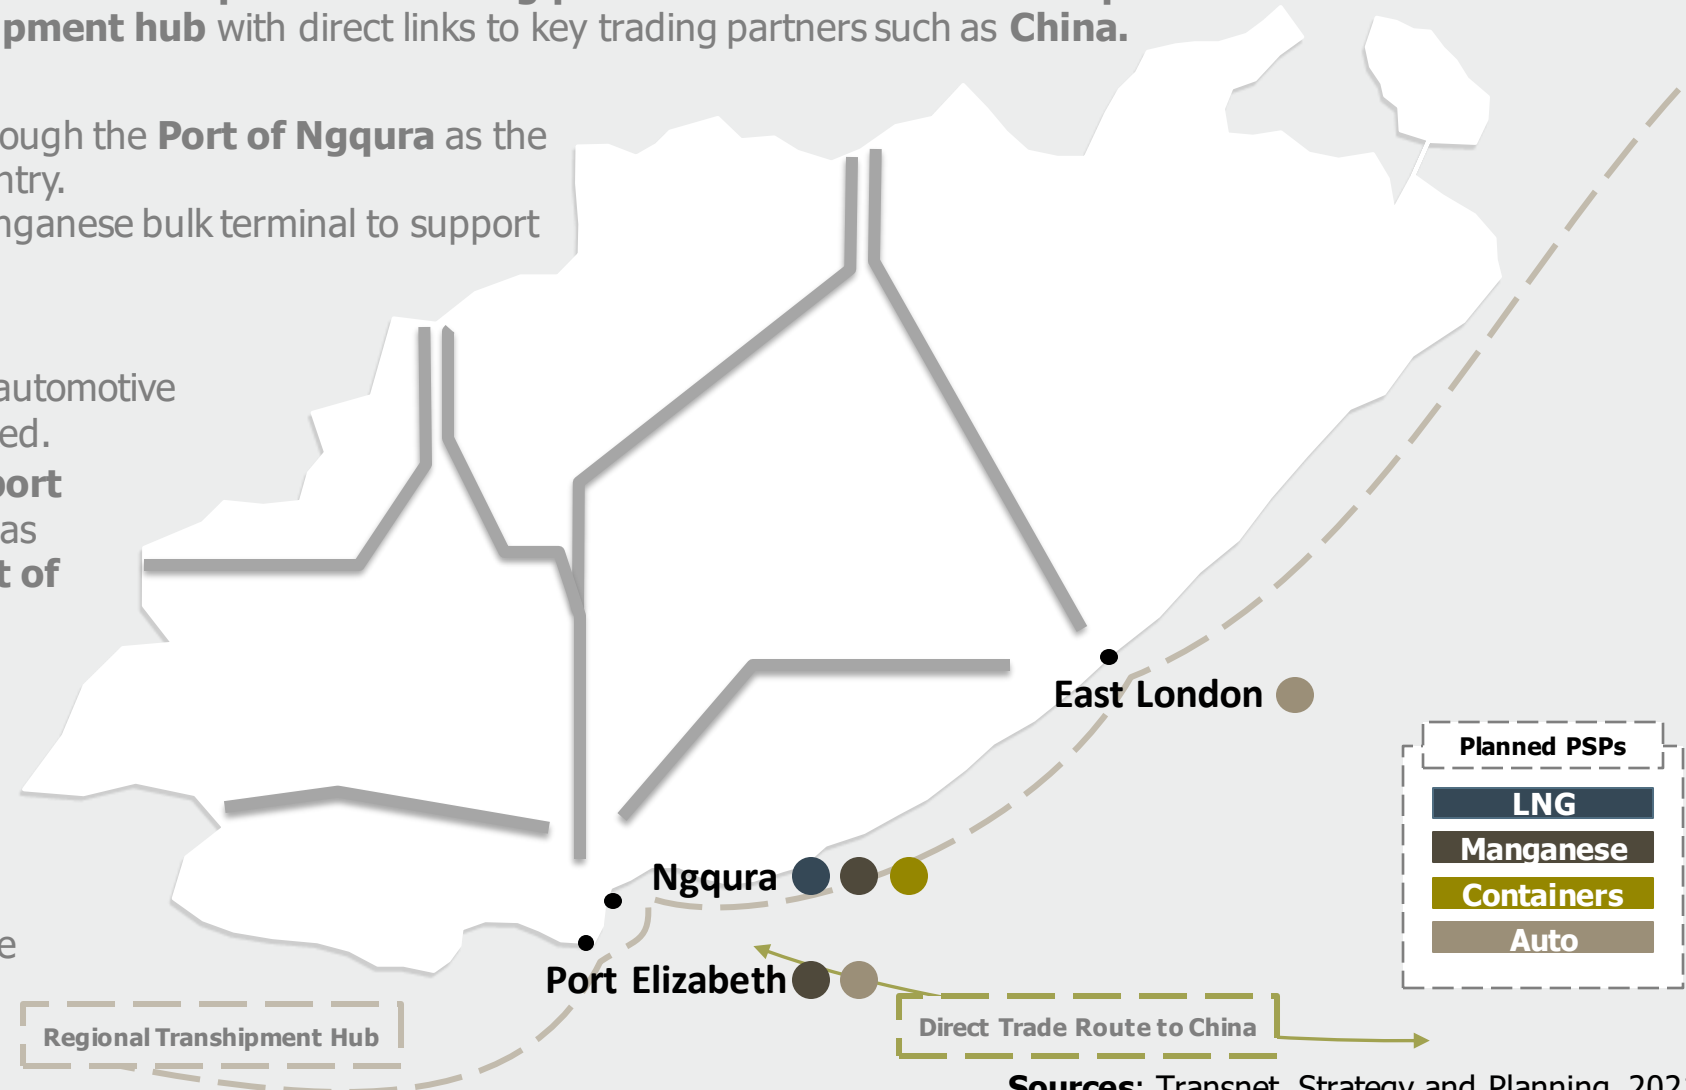 pment hub with direct links to key trading partners such as China.
ough the Port of Ngqura as the
ntry.
nganese bulk terminal to support
automotive
ed.
port
as
t of
East London
Planned PSPs
LNG
Manganese
Containers
Auto
Ngqura
e
Port Elizabeth
Regional Transhipment Hub
Direct Trade Route to China
Sources: Transnet, Strategy and Planning, 202